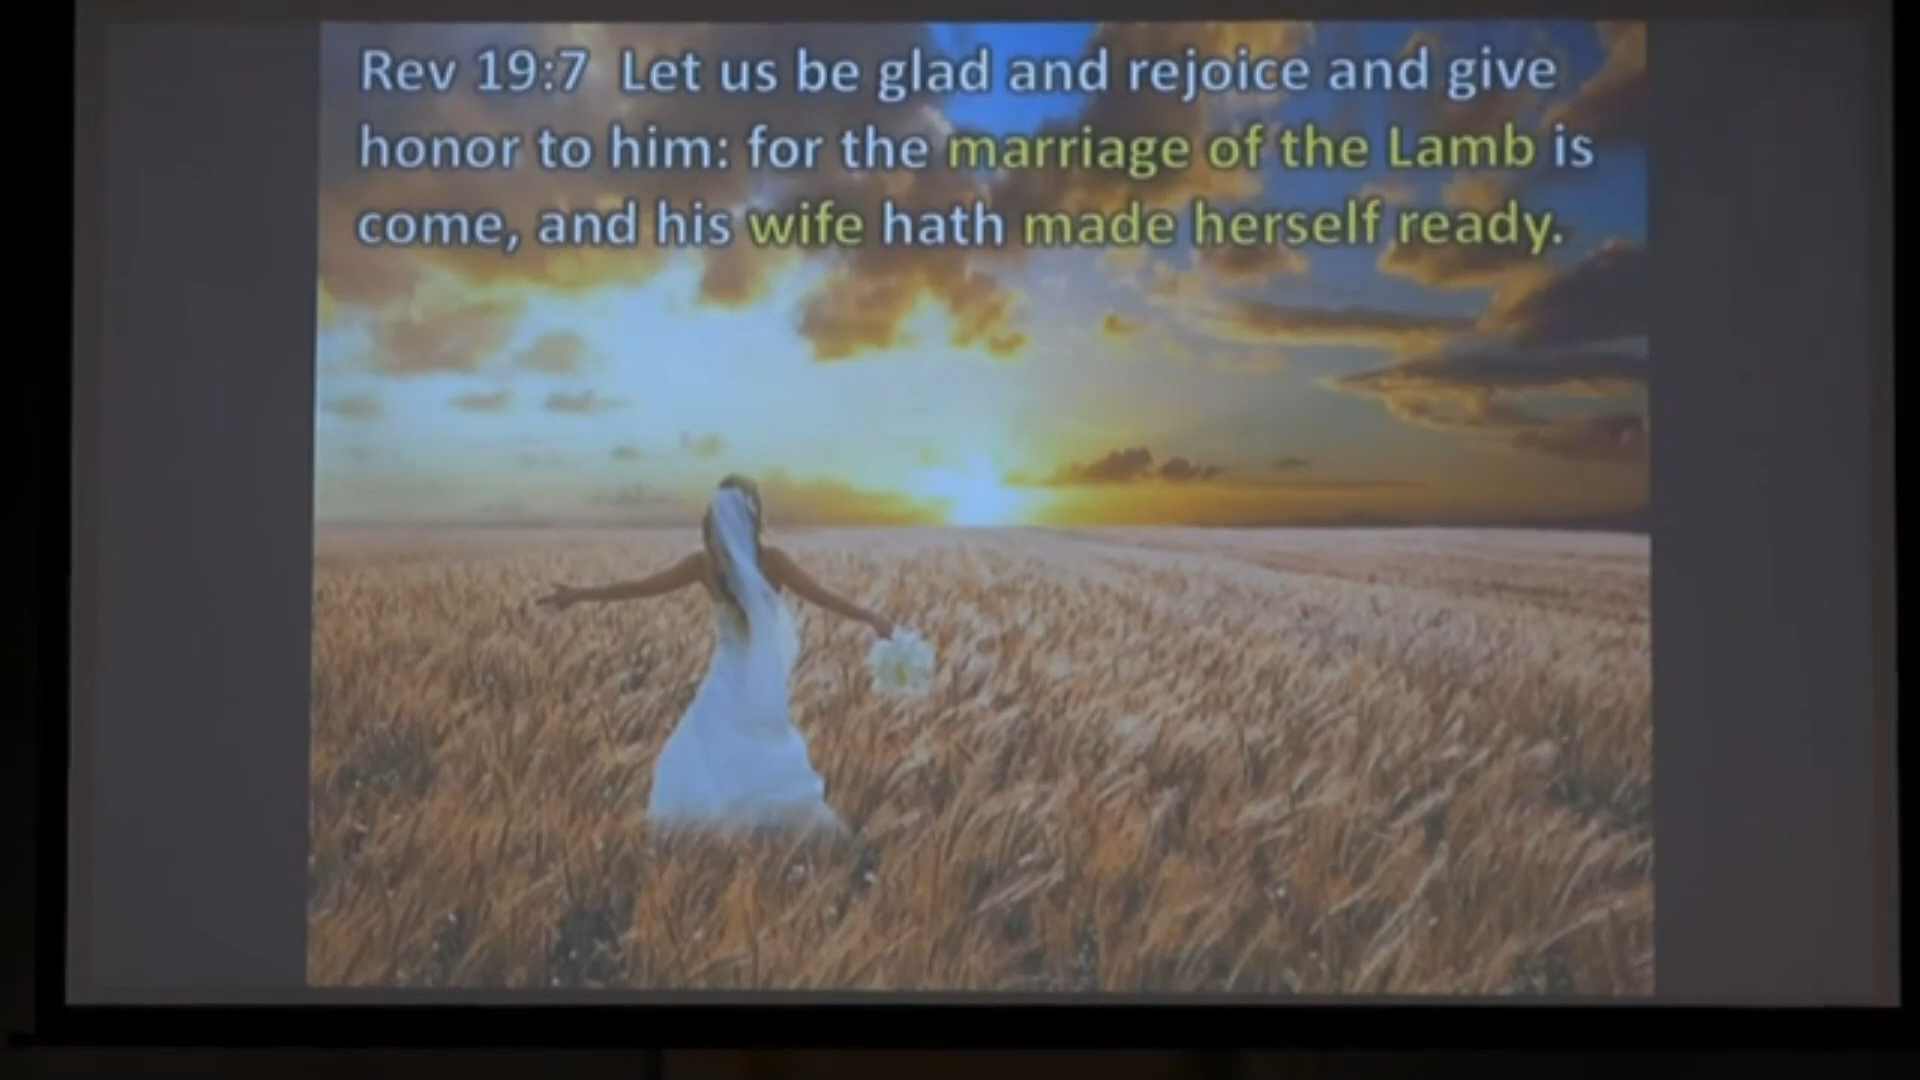 Rev 19:7 Let us be glad and rejoice and give
honor to him: for the marriage of the Lamb is
come, and his wife hath made herself ready.